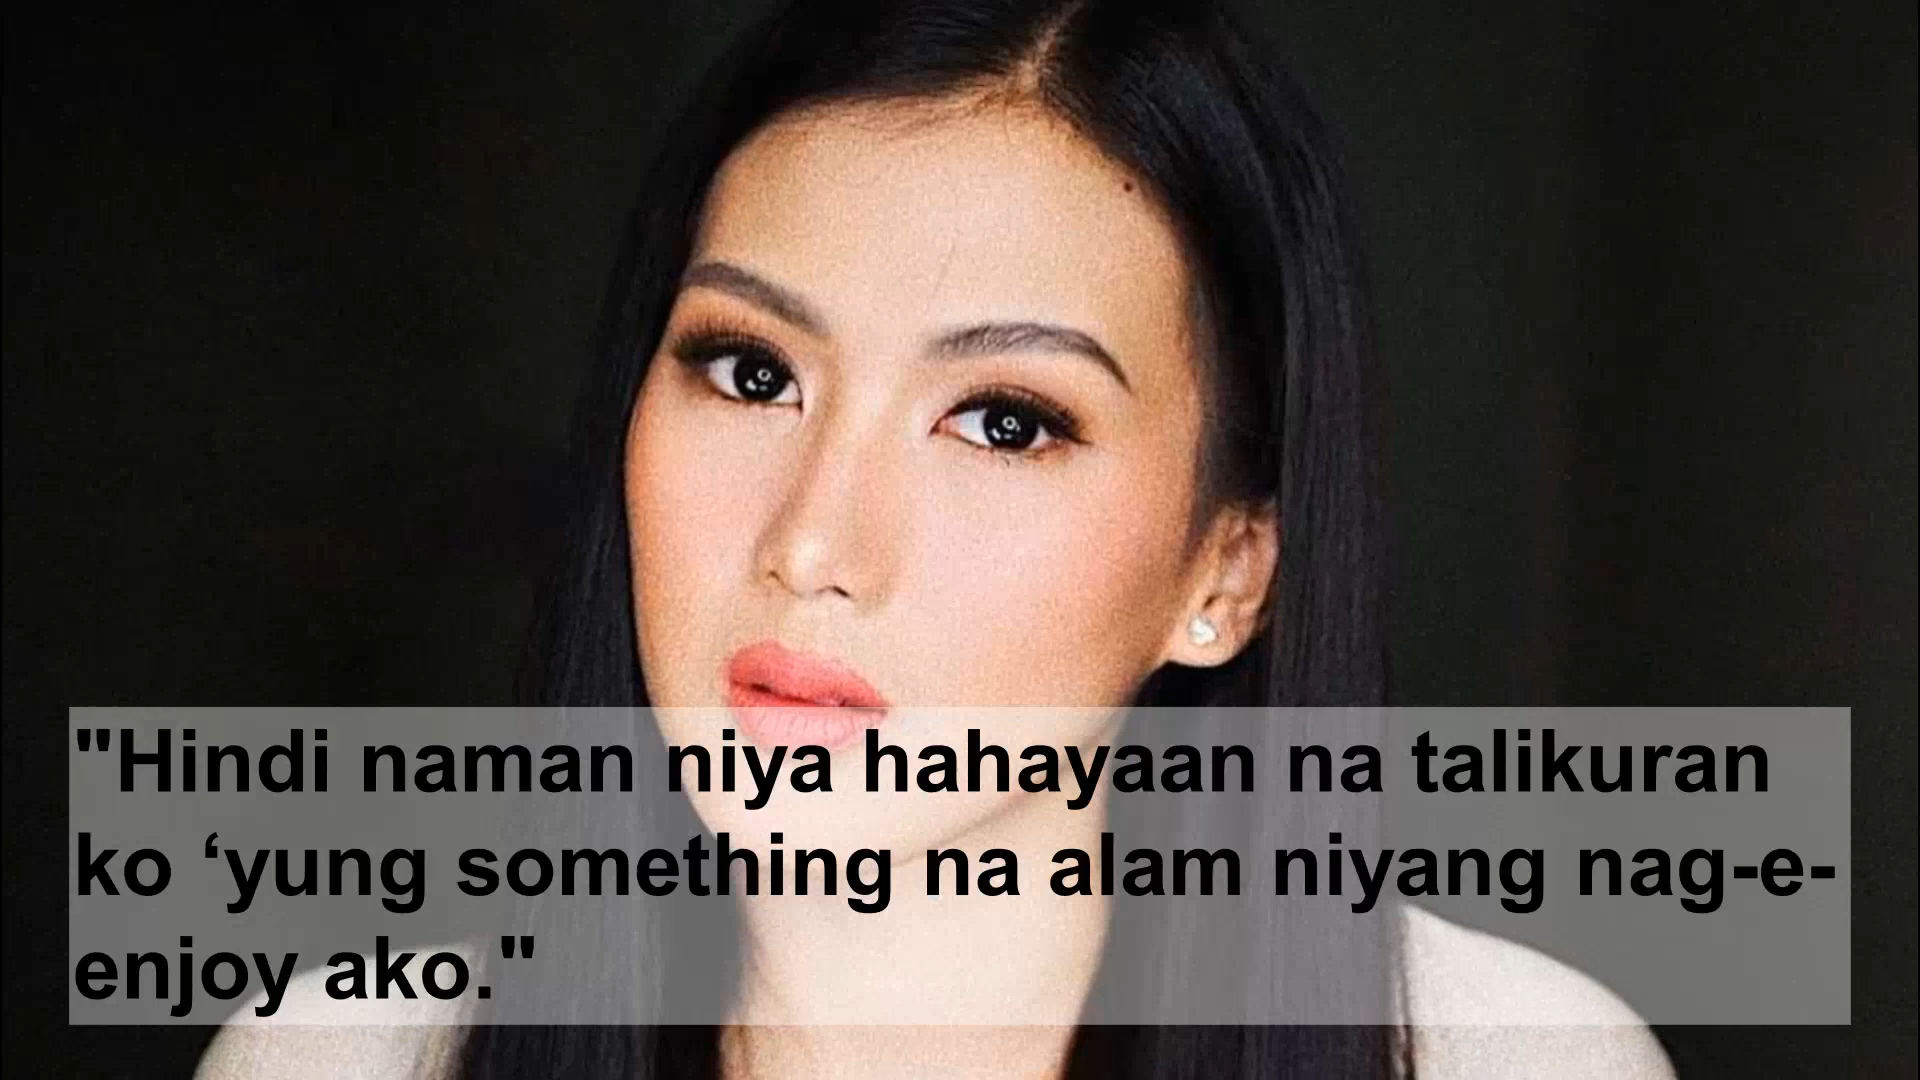 "Hindi naman niya hahayaan na talikuran
ko ‘yung something na alam niyang nag-e-
enjoy ako."